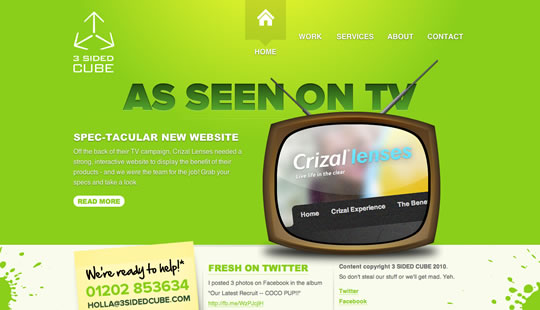 3 SIDED
CUBE
HOME
WORK
SERVICES
ABOUT
CONTACT
AS SEEN ON TV
SPEC-TACULAR NEW WEBSITE
Off the back of their TV campaign, Crizal Lenses needed a
strong, interactive website to display the benefit of their
products - and we were the team for the job! Grab your
specs and take a look.
READ MORE
Crizal lenses
Live life in the clear
Home
Crizal Experience
The Bene
We're ready to help!*
01202 853634
HOLLA@3SIDEDCUBE.COM
FRESH ON TWITTER
I posted 3 photos on Facebook in the album
"Our Latest Recruit -- COCO PUP!!"
http://fb.me/WzPJojlH
Content copyright 3 SIDED CUBE 2010.
So don't steal our stuff or we'll get mad. Yeh.
Twitter
Facebook